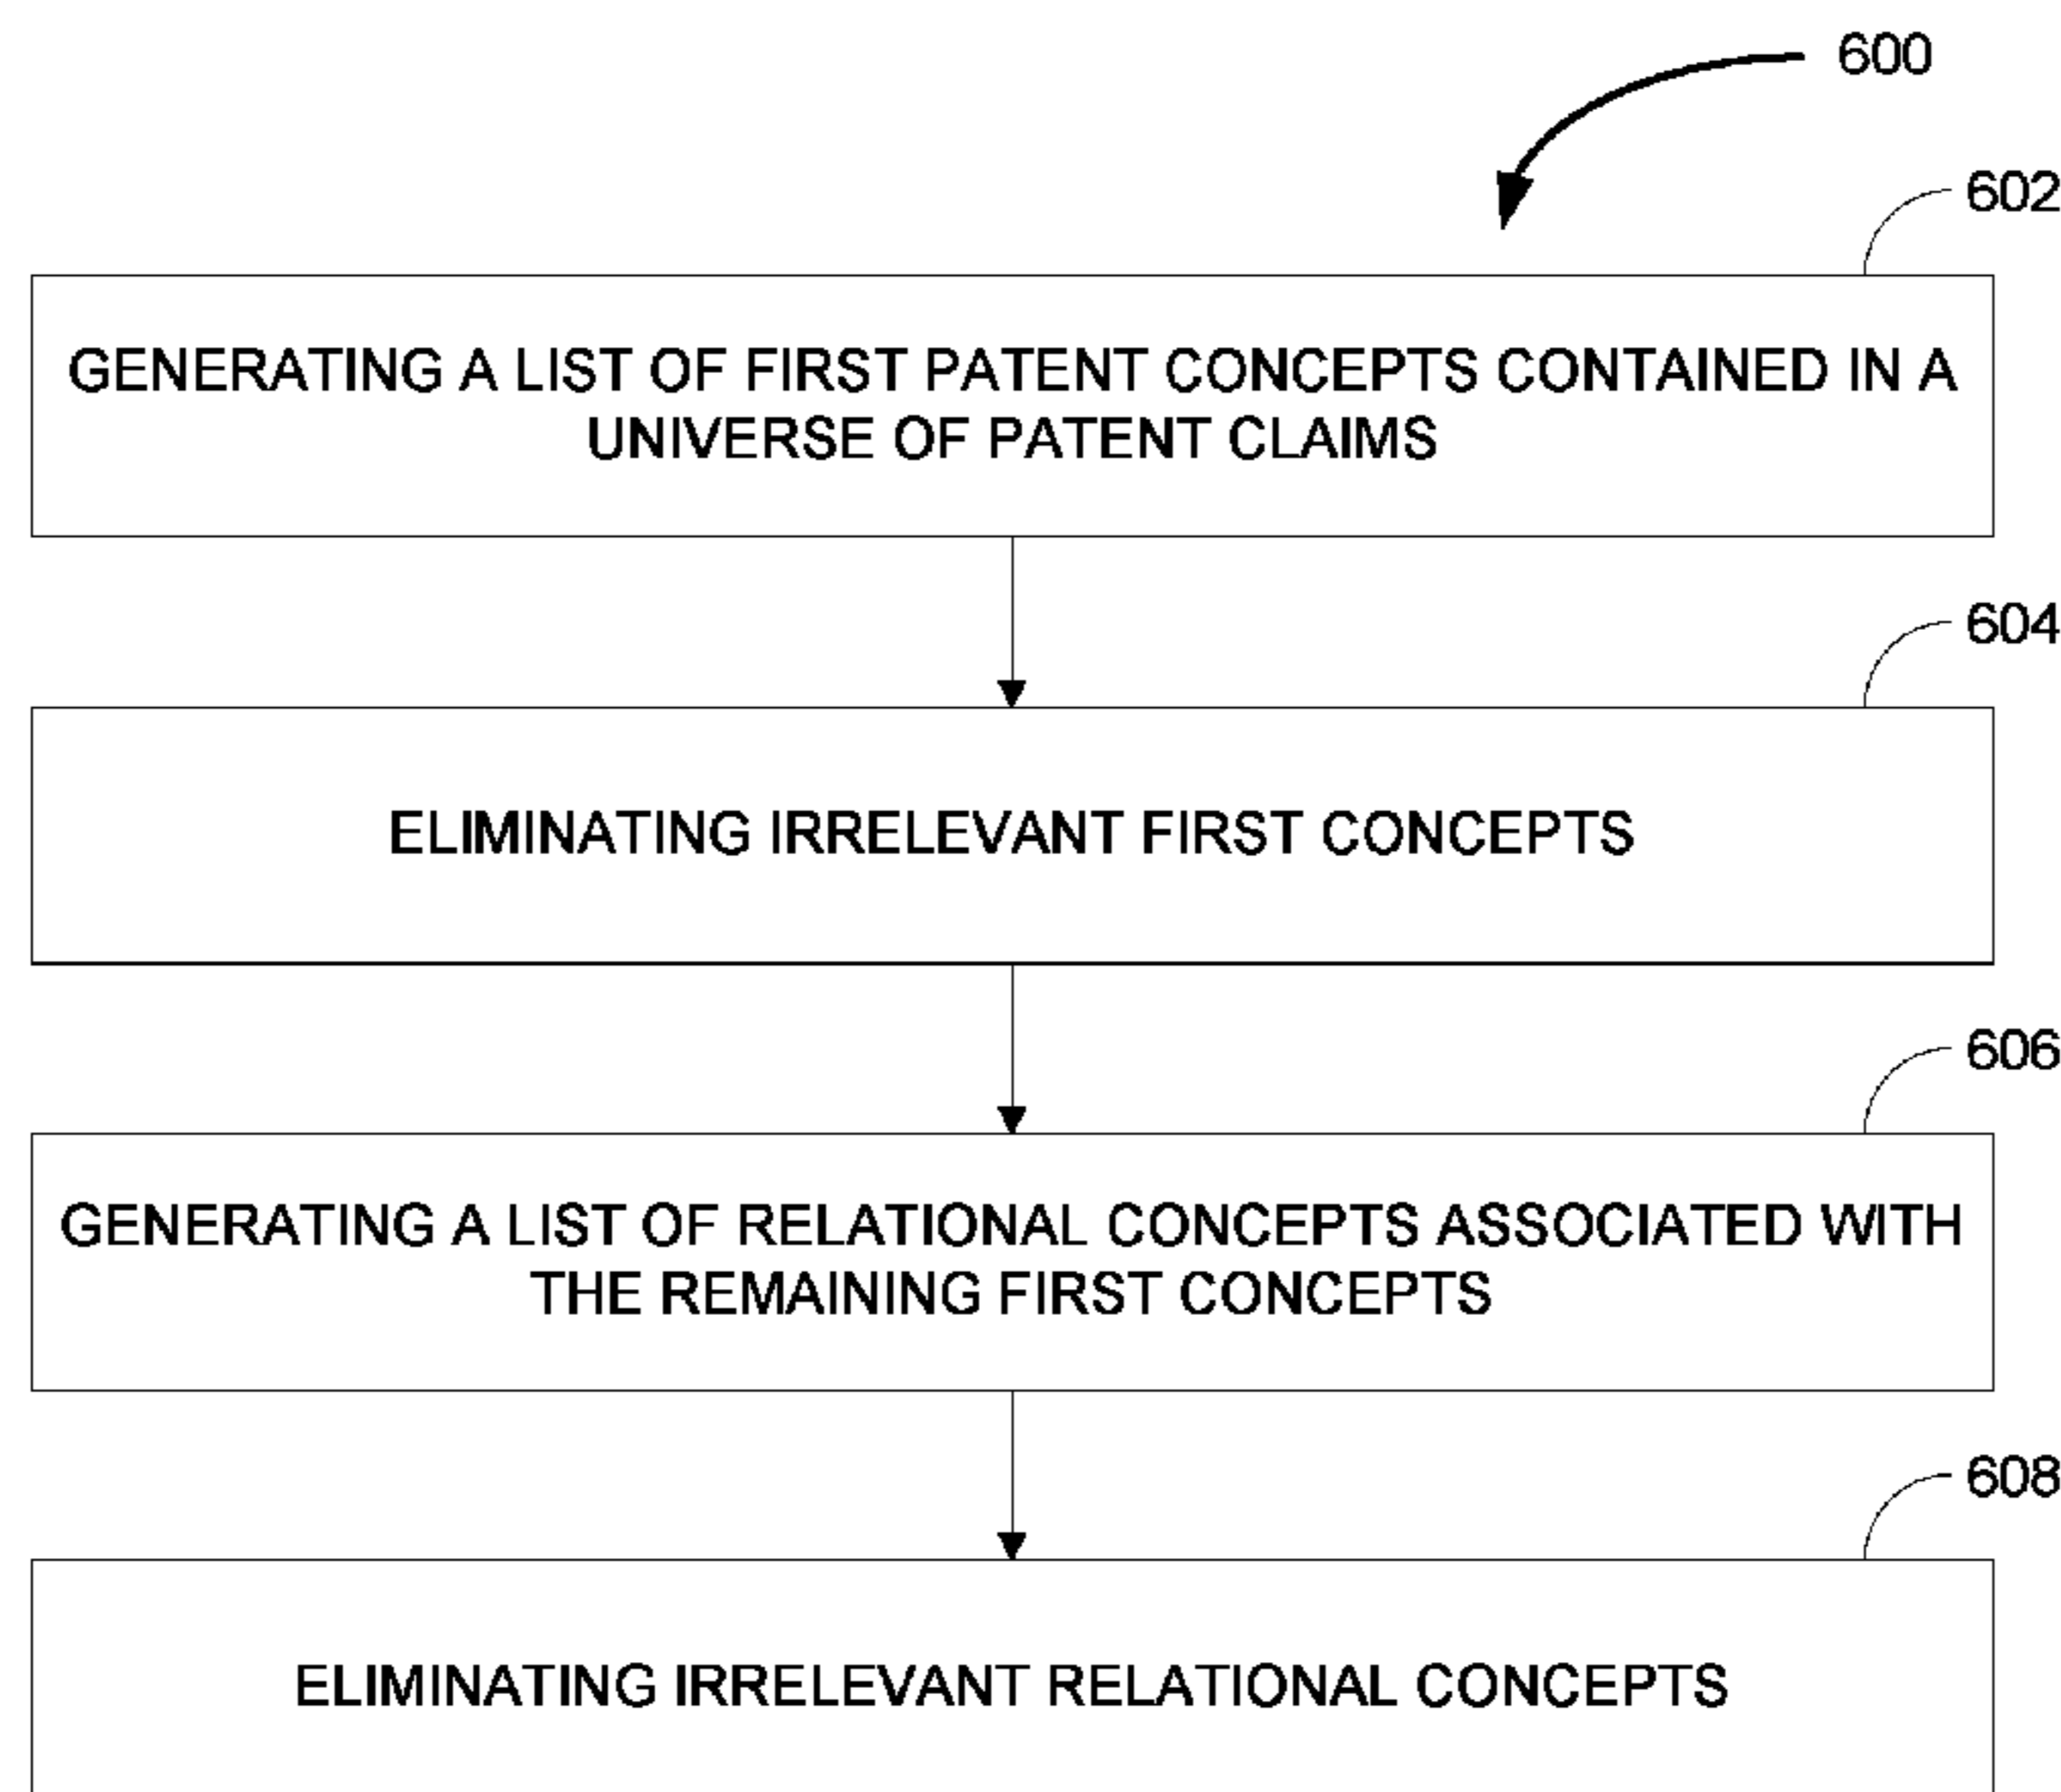 600
602
GENERATING A LIST OF FIRST PATENT CONCEPTS CONTAINED IN A
UNIVERSE OF PATENT CLAIMS
604
ELIMINATING IRRELEVANT FIRST CONCEPTS
606
GENERATING A LIST OF RELATIONAL CONCEPTS ASSOCIATED WITH
THE REMAINING FIRST CONCEPTS
608
ELIMINATING IRRELEVANT RELATIONAL CONCEPTS